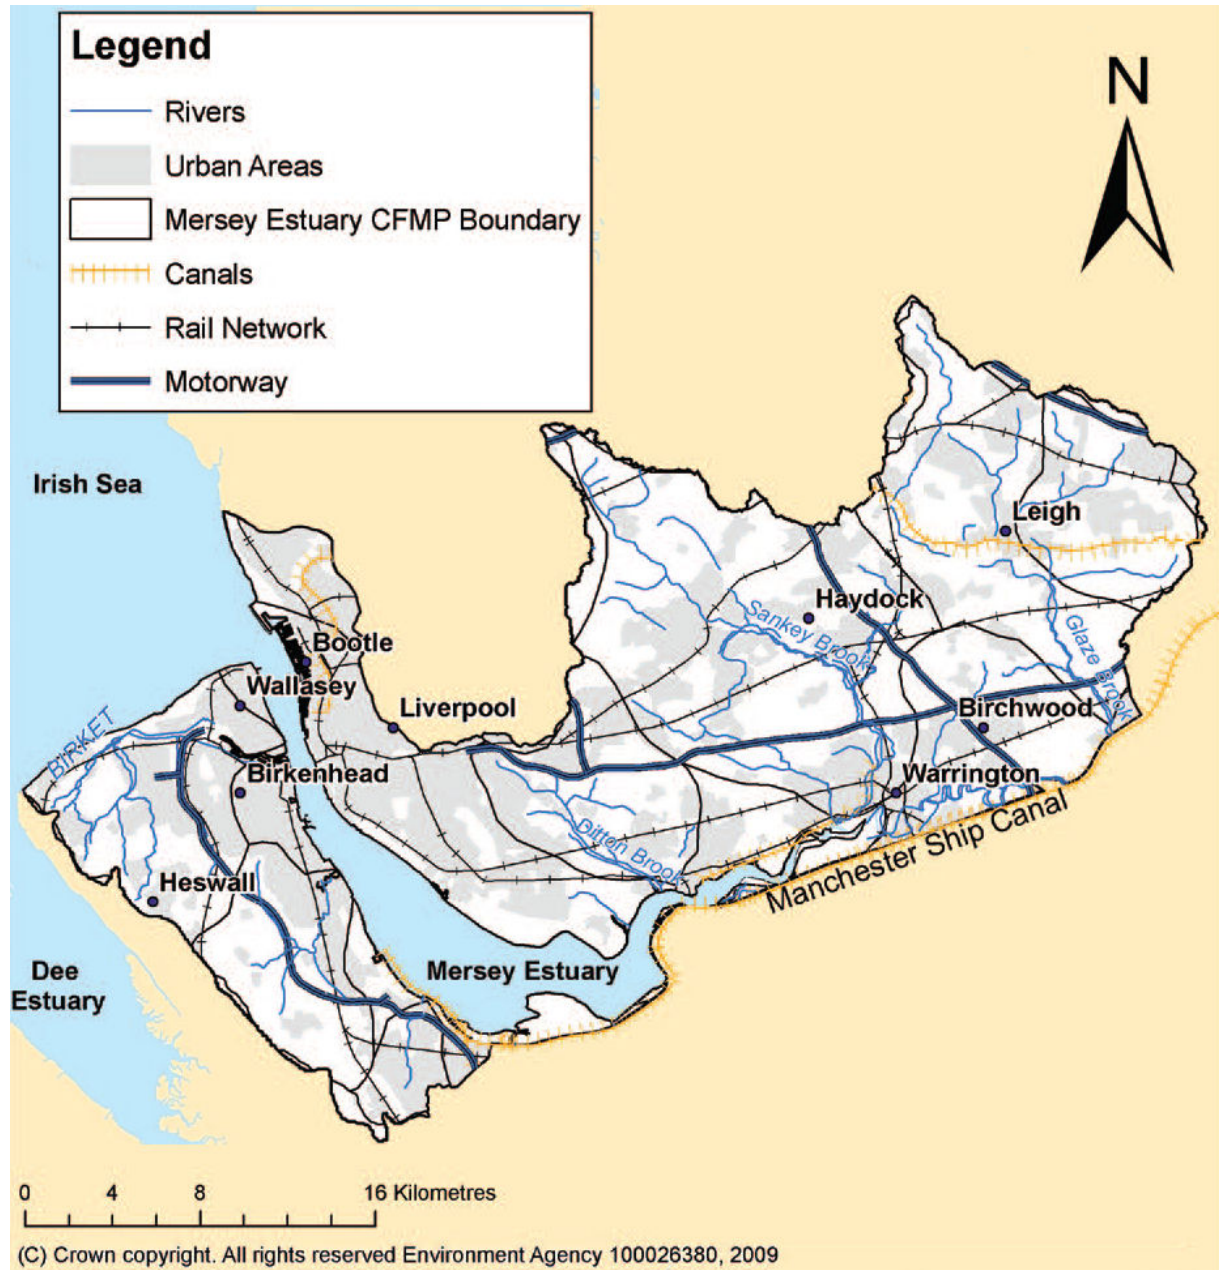 Legend
Rivers
Urban Areas
Mersey Estuary CFMP Boundary
Canals
Rail Network
Motorway
N
Irish Sea
Leigh
Haydock
Sankey Brook
Glaze Brook
Bootle
Wallasey
Liverpool
Birchwood
BIRKET
Birkenhead
Warrington
Ditton Brook
Manchester Ship Canal
Heswall
Mersey Estuary
Dee
Estuary
0 4 8 16 Kilometres
(C) Crown copyright. All rights reserved Environment Agency 100026380, 2009